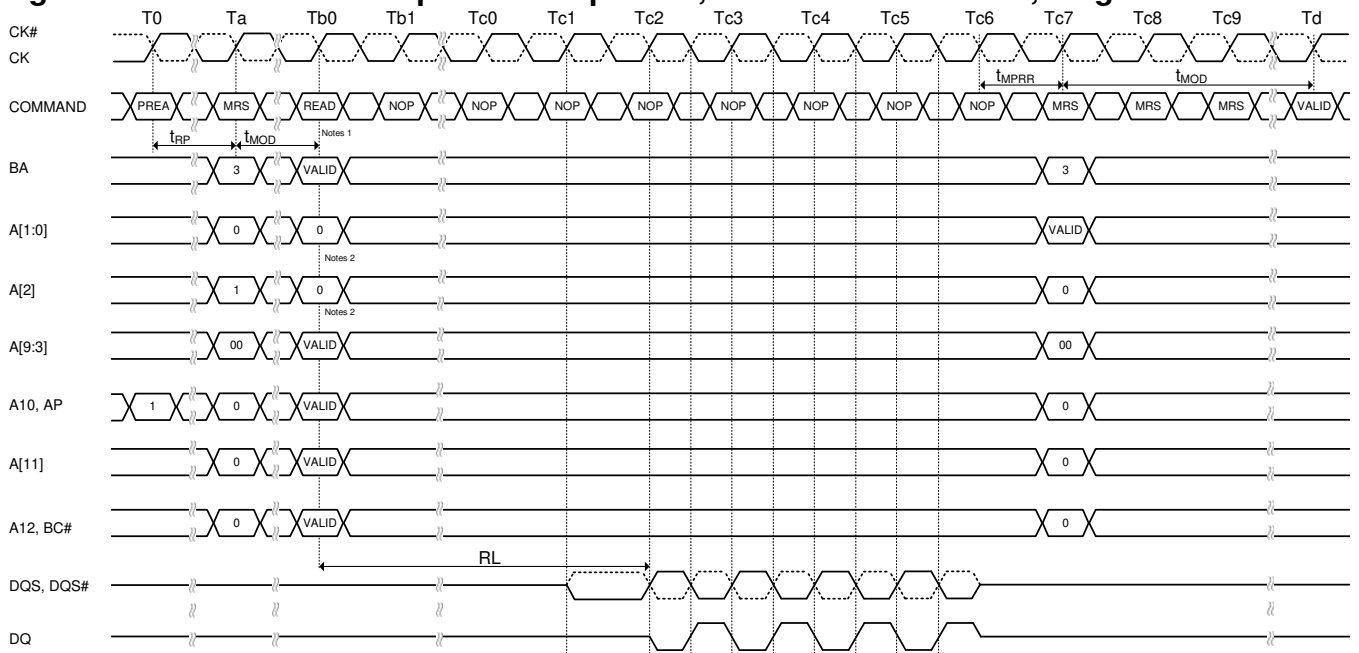 T0 Ta Tb0 Tb1 Tc0 Tc1 Tc2 Tc3 Tc4 Tc5 Tc6 Tc7 Tc8 Tc9 Td
CK#
CK
tMPRR tMOD
COMMAND PREA MRS READ NOP NOP NOP NOP NOP NOP NOP NOP MRS MRS MRS VALID
tRP tMOD Notes 1
BA 3 VALID 3
A[1:0] 0 0 VALID
Notes 2
A[2] 1 0 0
Notes 2
A[9:3] 00 VALID 00
A10, AP 1 0 VALID 0
A[11] 0 VALID 0
A12, BC# 0 VALID 0
RL
DQS, DQS#
DQ